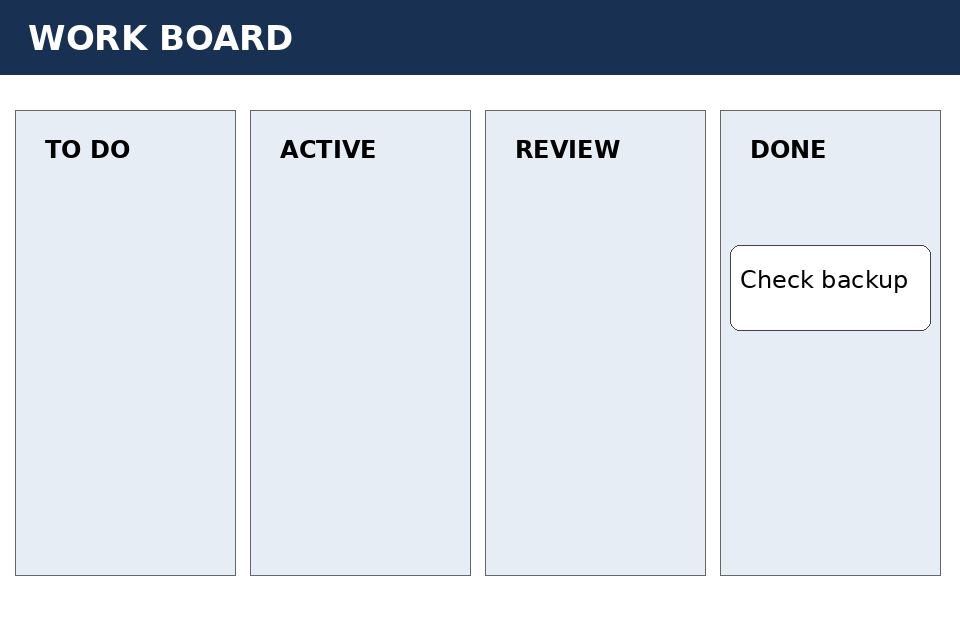 WORK BOARD
TO DO
ACTIVE
REVIEW
DONE
Check backup